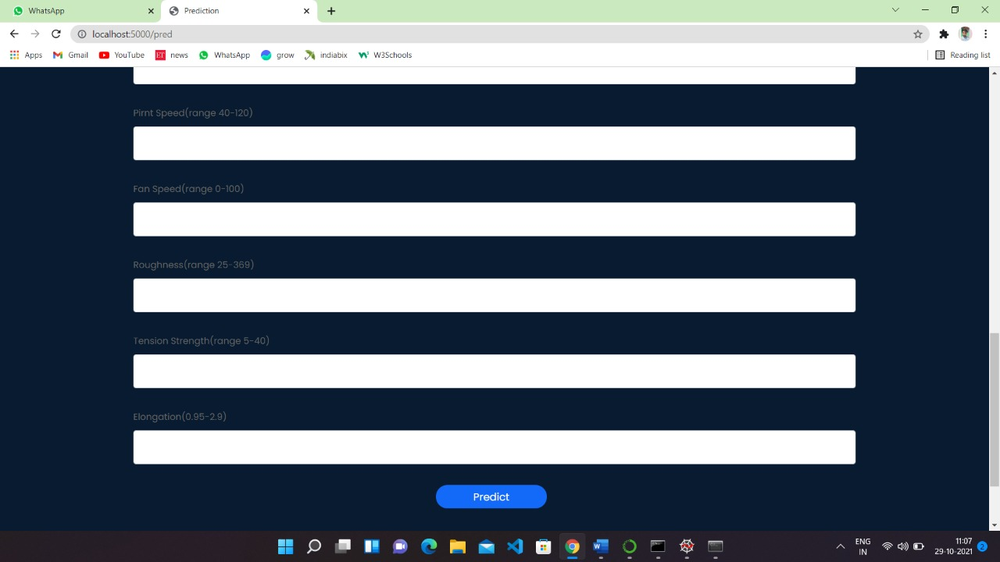 WhatsApp
Prediction
localhost:5000/pred
Apps
Gmail
YouTube
ET news
WhatsApp
grow
indiabix
W3Schools
Reading list
Pirnt Speed(range 40-120)
Fan Speed(range 0-100)
Roughness(range 25-369)
Tension Strength(range 5-40)
Elongation(0.95-2.9)
Predict
ENG
IN
11:07
29-10-2021
2